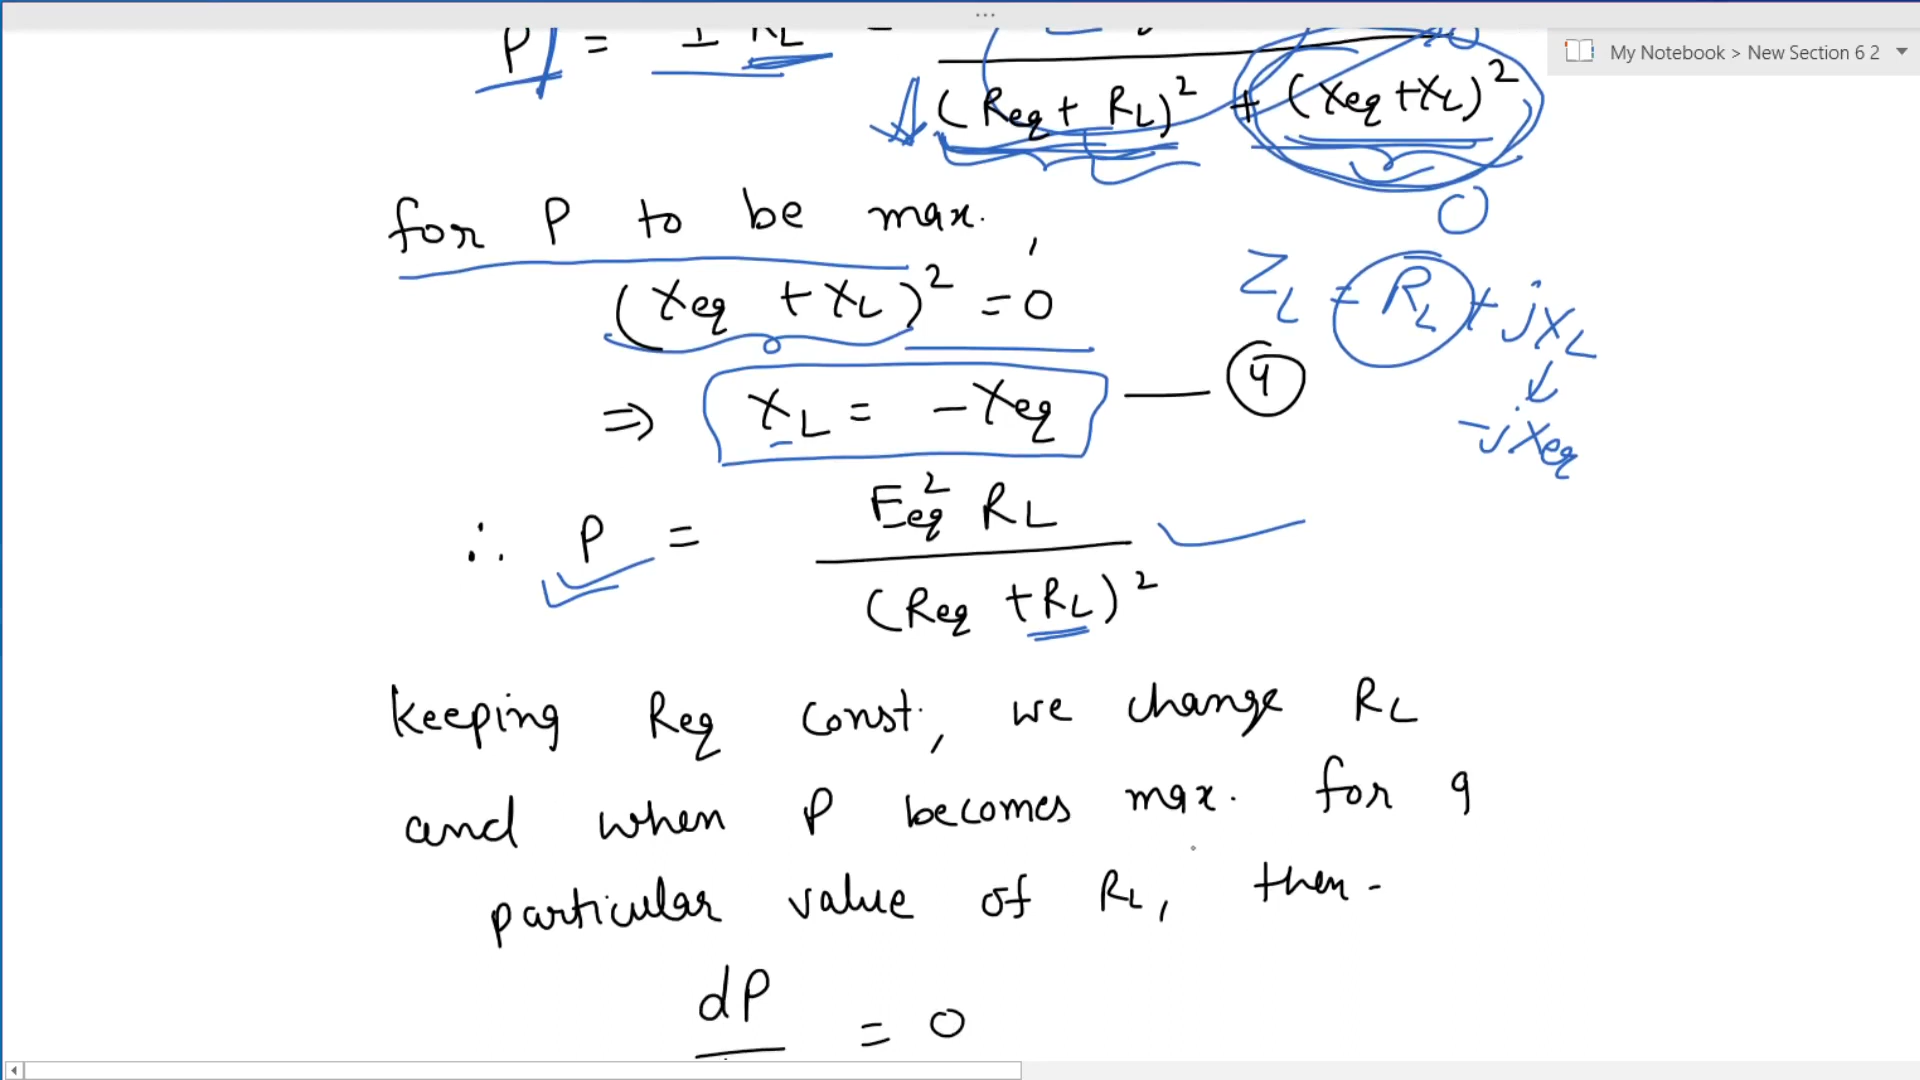 ...
My Notebook > New Section 6 2
P = I RL =
(Req + RL)² + (Xeq + XL)²
0
for P to be max. ,
(Xeq + XL)² = 0
ZL = RL + jXL
⇒ XL = -Xeq — 4
-jXeq
∴ P = Eeq² RL
(Req + RL)²
keeping Req const., we change RL
and when P becomes max. for a
particular value of RL, then -
dP
= 0